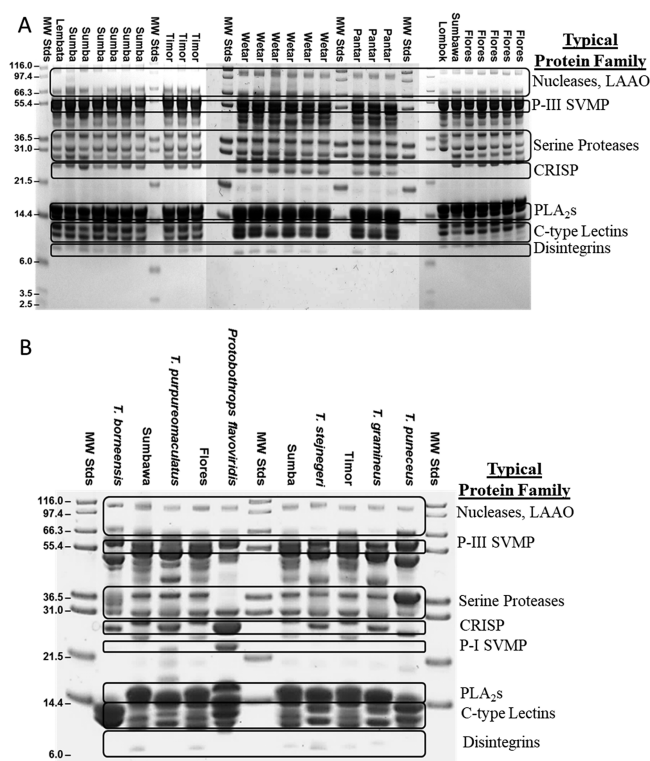 A
MW Stds
Lembata
Sumba
Sumba
Sumba
Sumba
Sumba
MW Stds
Timor
Timor
Timor
MW Stds
Wetar
Wetar
Wetar
Wetar
Wetar
Wetar
MW Stds
Pantar
Pantar
Pantar
MW Stds
Lombok
Sumbawa
Flores
Flores
Flores
Flores
Flores
Typical
Protein Family
116.0
97.4
66.3
55.4
36.5
31.0
21.5
14.4
6.0
3.5
2.5
Nucleases, LAAO
P-III SVMP
Serine Proteases
CRISP
PLA2s
C-type Lectins
Disintegrins
B
MW Stds
T. borneensis
Sumbawa
T. purpureomaculatus
Flores
Protobothrops flavoviridis
MW Stds
Sumba
T. stejnegeri
Timor
T. gramineus
T. puneceus
MW Stds
Typical
Protein Family
116.0
97.4
66.3
55.4
36.5
31.0
21.5
14.4
6.0
Nucleases, LAAO
P-III SVMP
Serine Proteases
CRISP
P-I SVMP
PLA2s
C-type Lectins
Disintegrins